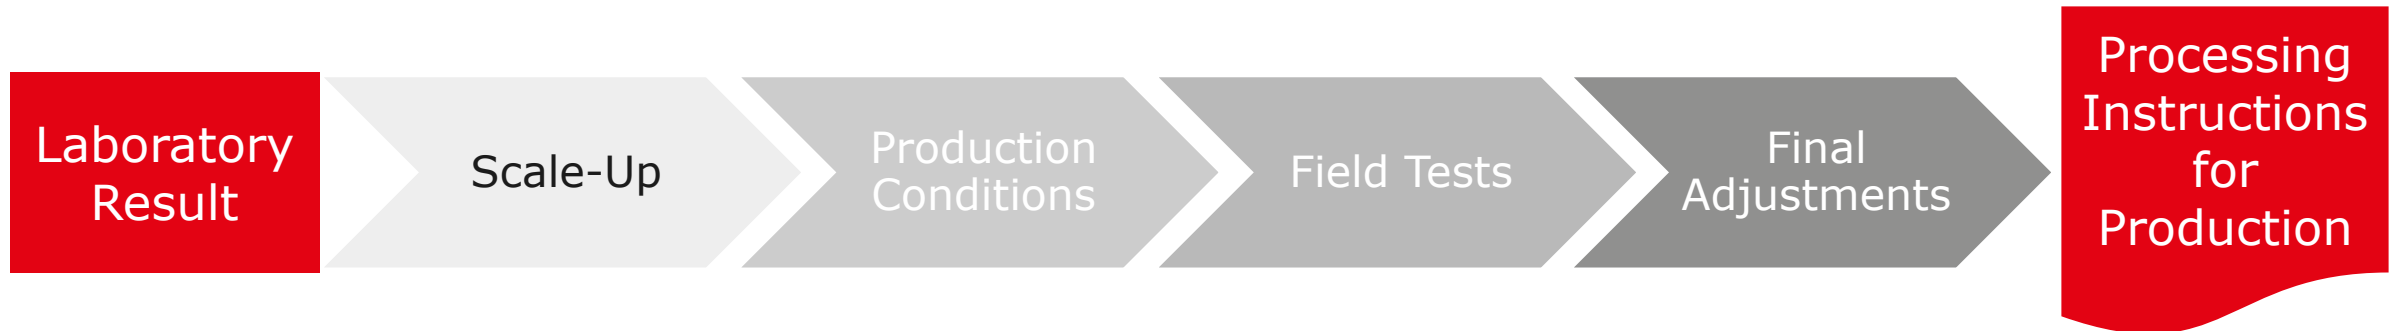 Laboratory
Result
Scale-Up
Production
Conditions
Field Tests
Final
Adjustments
Processing
Instructions
for
Production